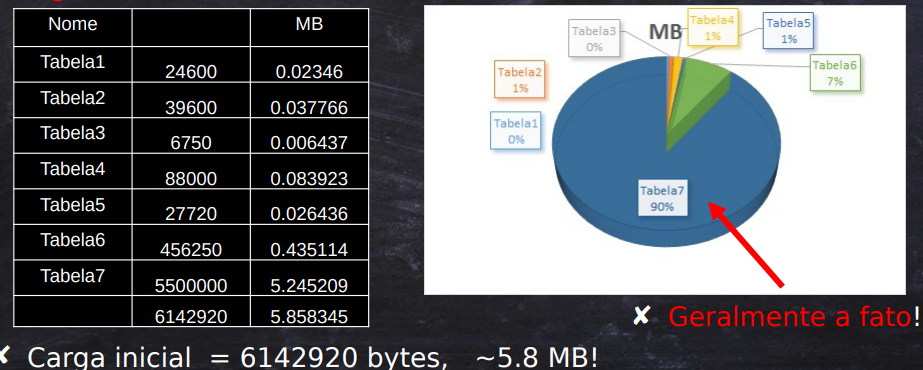 Nome MB
Tabela1 24600 0.02346
Tabela2 39600 0.037766
Tabela3 6750 0.006437
Tabela4 88000 0.083923
Tabela5 27720 0.026436
Tabela6 456250 0.435114
Tabela7 5500000 5.245209
6142920 5.858345
MB
Tabela3
0%
Tabela4
1%
Tabela5
1%
Tabela2
1%
Tabela6
7%
Tabela1
0%
Tabela7
90%
✘ Geralmente a fato!
✘ Carga inicial = 6142920 bytes, ~5.8 MB!